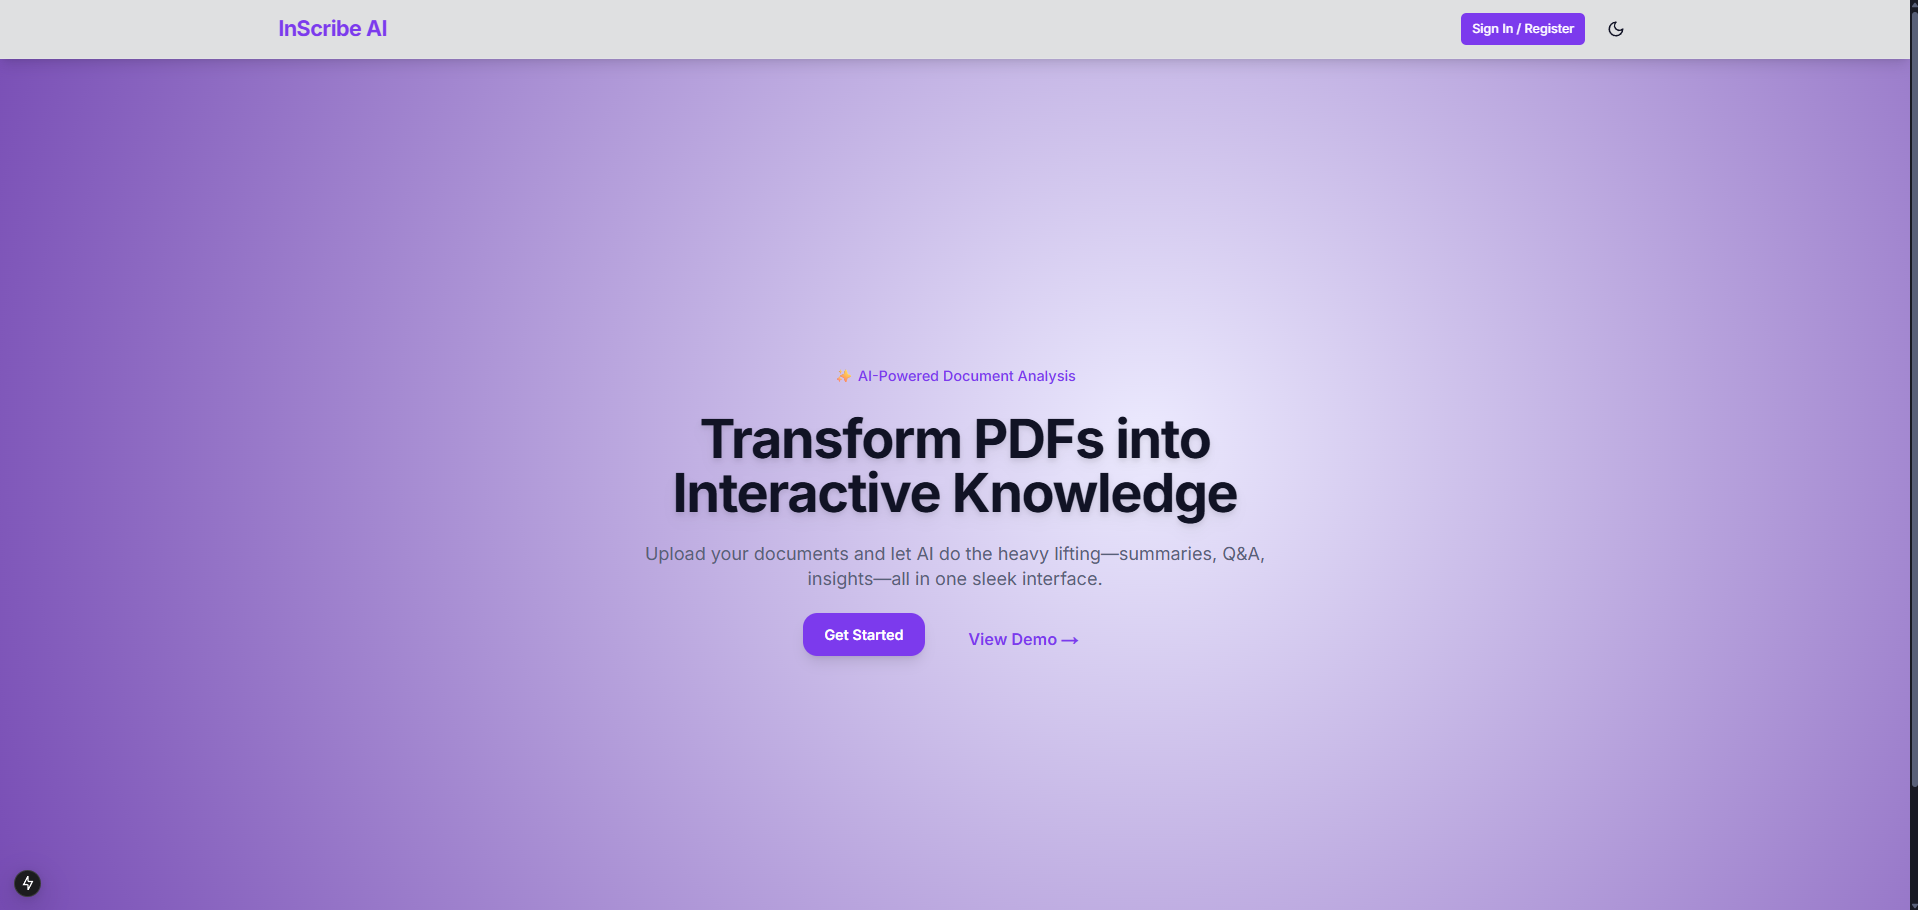 InScribe AI
Sign In / Register
✨ AI-Powered Document Analysis
Transform PDFs into
Interactive Knowledge
Upload your documents and let AI do the heavy lifting—summaries, Q&A,
insights—all in one sleek interface.
Get Started
View Demo →